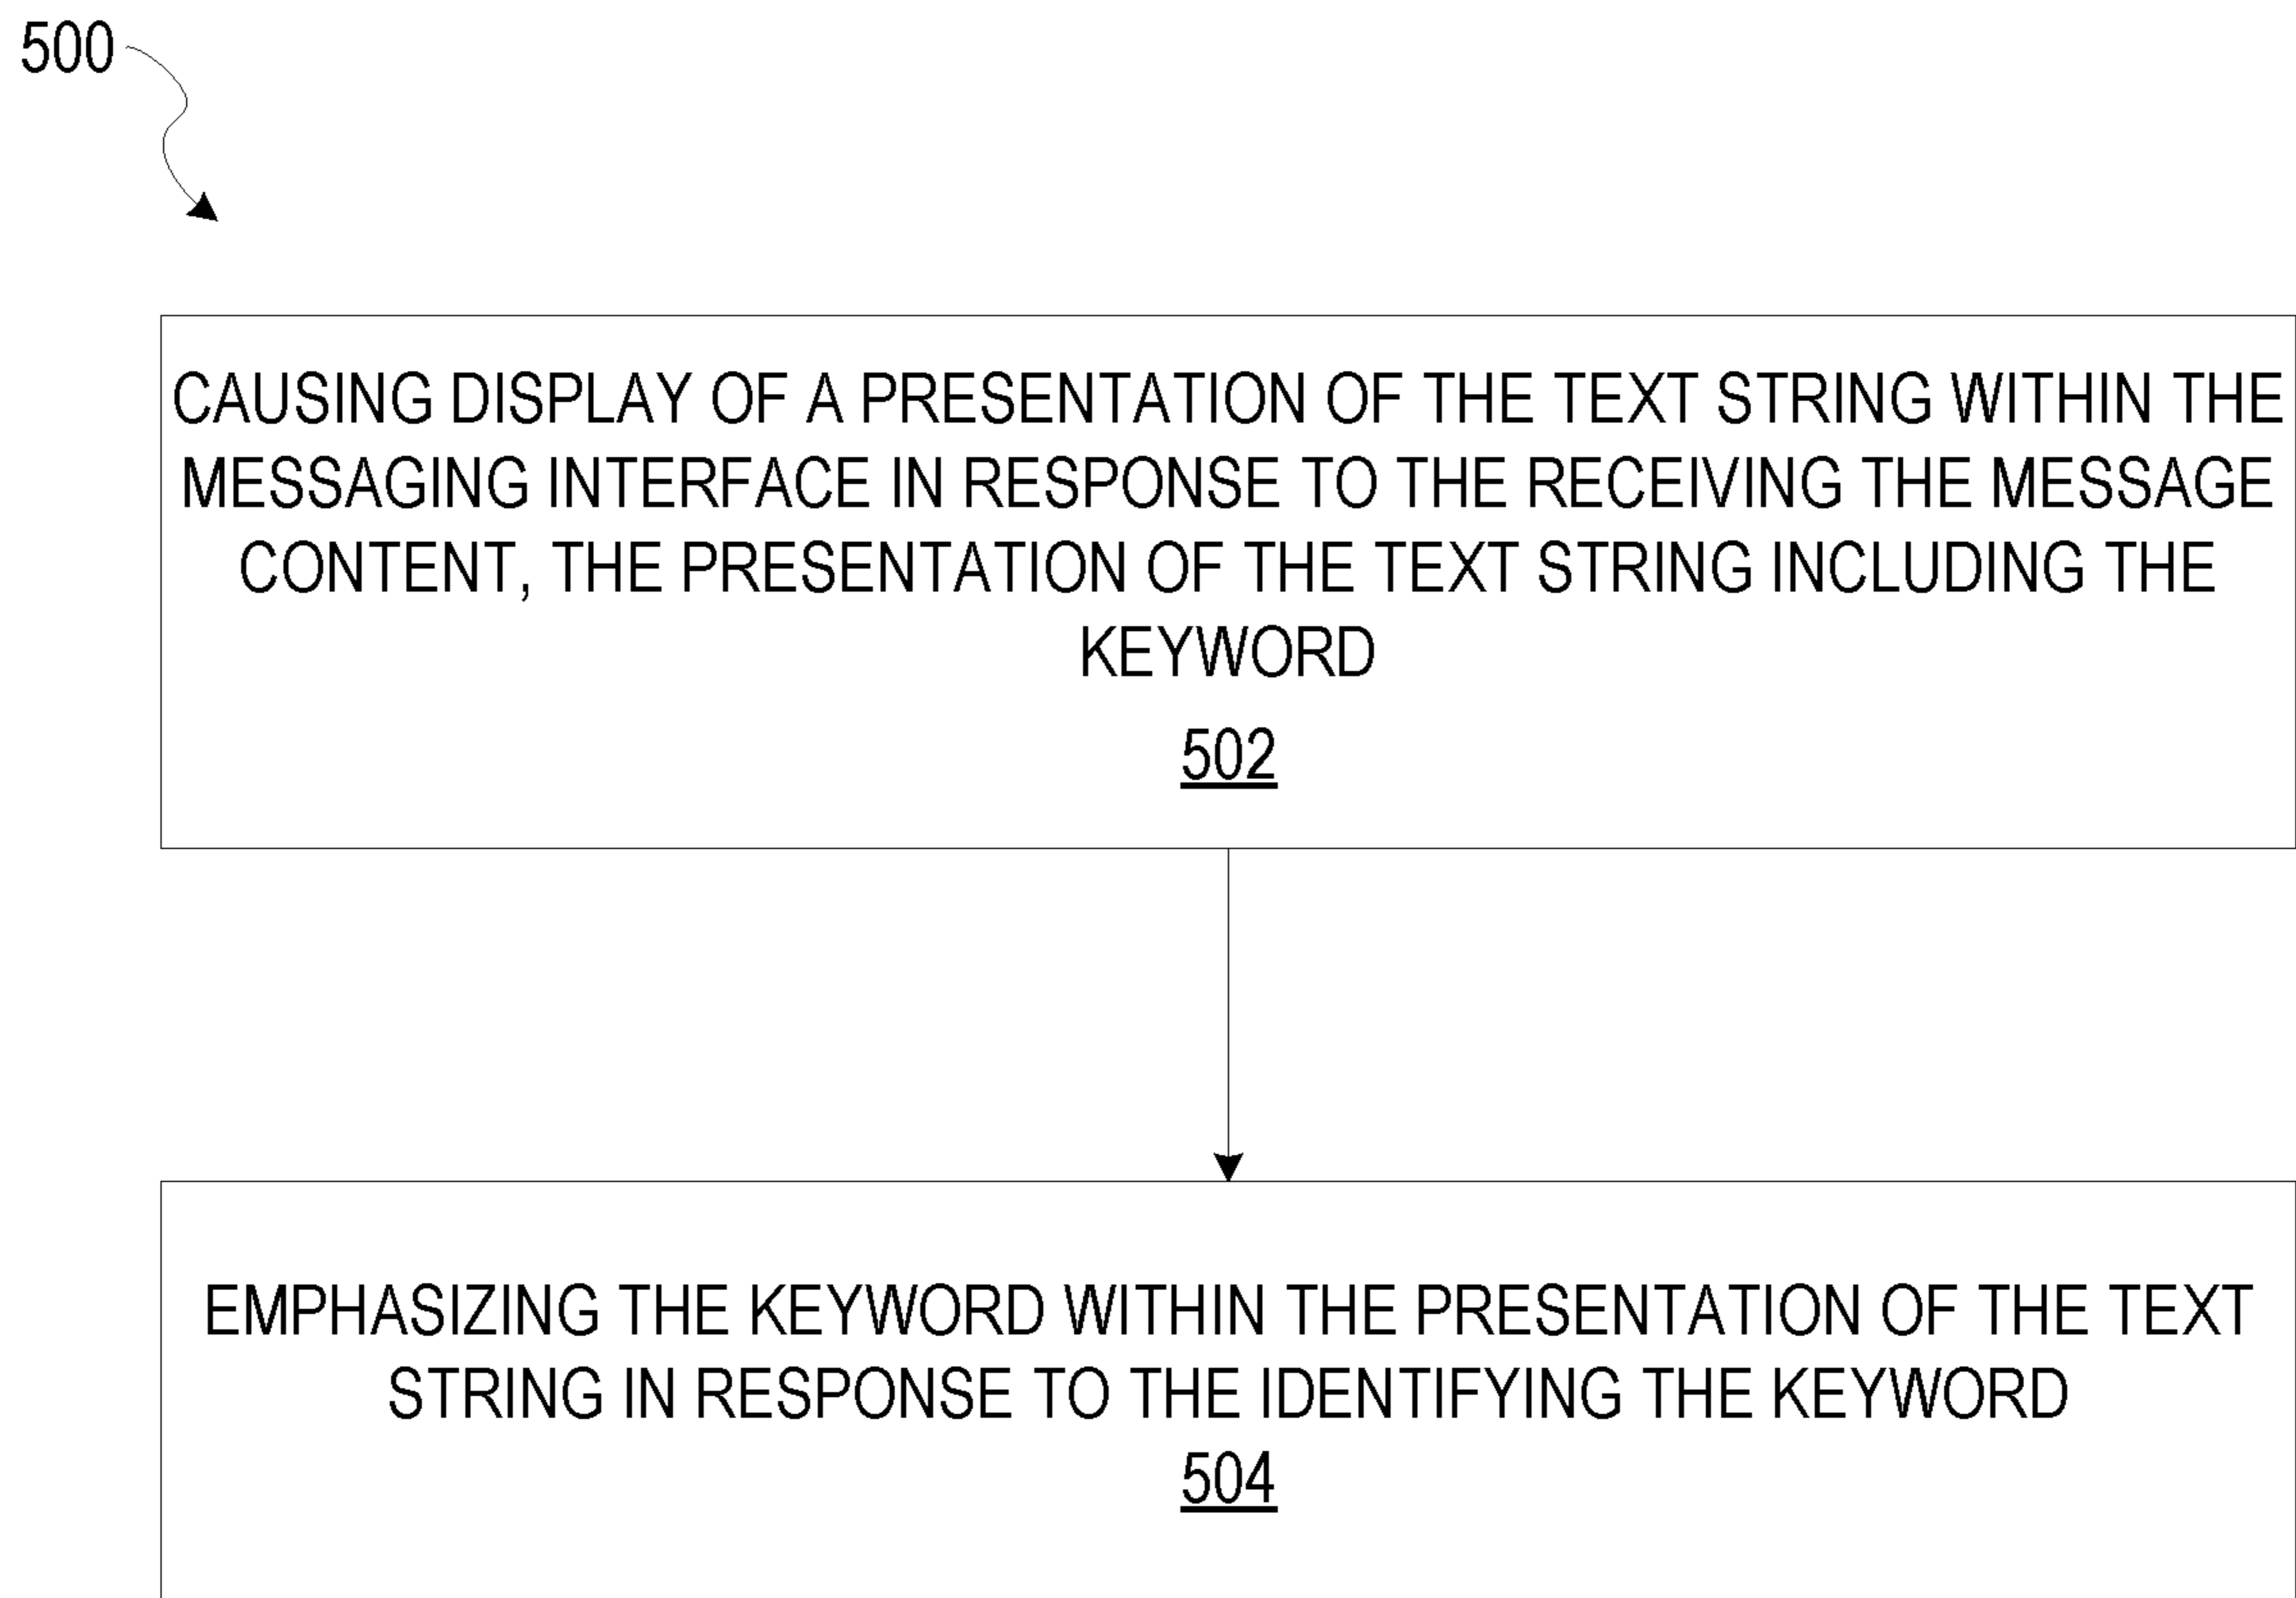 500
CAUSING DISPLAY OF A PRESENTATION OF THE TEXT STRING WITHIN THE
MESSAGING INTERFACE IN RESPONSE TO THE RECEIVING THE MESSAGE
CONTENT, THE PRESENTATION OF THE TEXT STRING INCLUDING THE
KEYWORD
502
EMPHASIZING THE KEYWORD WITHIN THE PRESENTATION OF THE TEXT
STRING IN RESPONSE TO THE IDENTIFYING THE KEYWORD
504